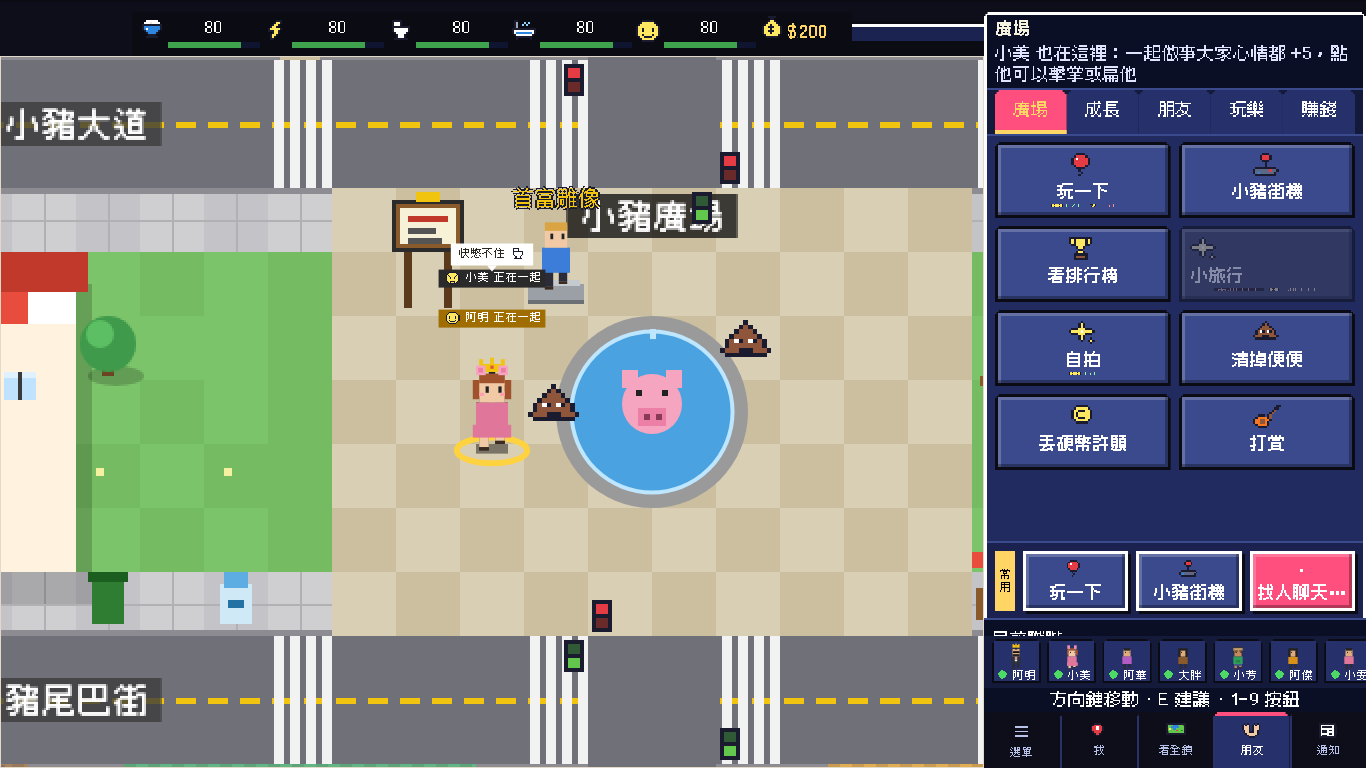 80 80 80 80 80 $200
小豬大道
首富雕像
小豬廣場
快憋不住
小美 正在一起
阿明 正在一起
豬尾巴街
廣場
小美 也在這裡：一起做事大家心情都 +5，點
他可以擊掌或扁他
廣場 成長 朋友 玩樂 賺錢
玩一下 小豬街機
看排行榜 小旅行
自拍 清掉便便
丟硬幣許願 打賞
常用
玩一下 小豬街機 找人聊天…
阿明 小美 阿華 大胖 小芳 阿傑 小雯
方向鍵移動 · E 建議 · 1-9 按鈕
選單 我 看全鎮 朋友 通知